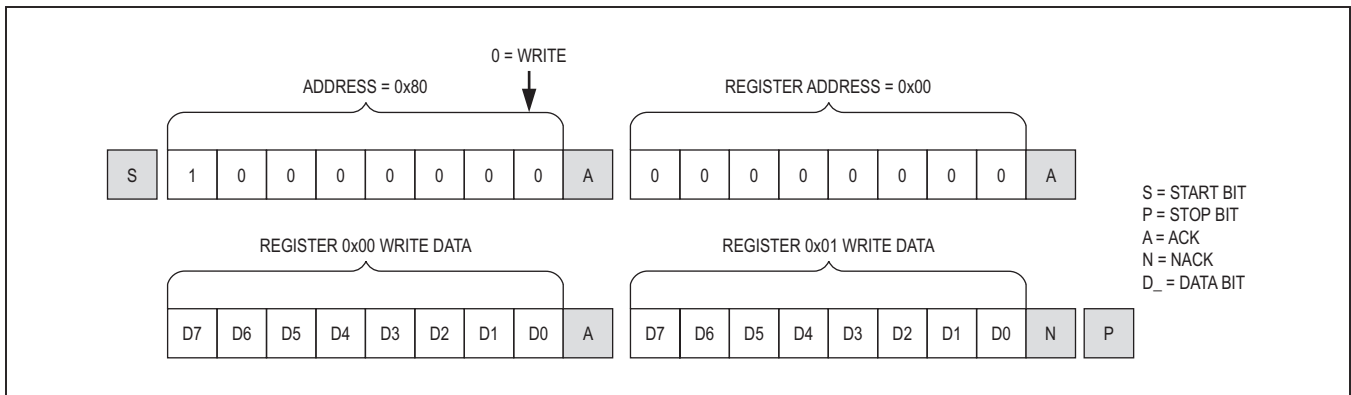 0 = WRITE
ADDRESS = 0x80
REGISTER ADDRESS = 0x00
S 1 0 0 0 0 0 0 0 A 0 0 0 0 0 0 0 0 A
S = START BIT
P = STOP BIT
A = ACK
N = NACK
D_ = DATA BIT
REGISTER 0x00 WRITE DATA
REGISTER 0x01 WRITE DATA
D7 D6 D5 D4 D3 D2 D1 D0 A D7 D6 D5 D4 D3 D2 D1 D0 N P